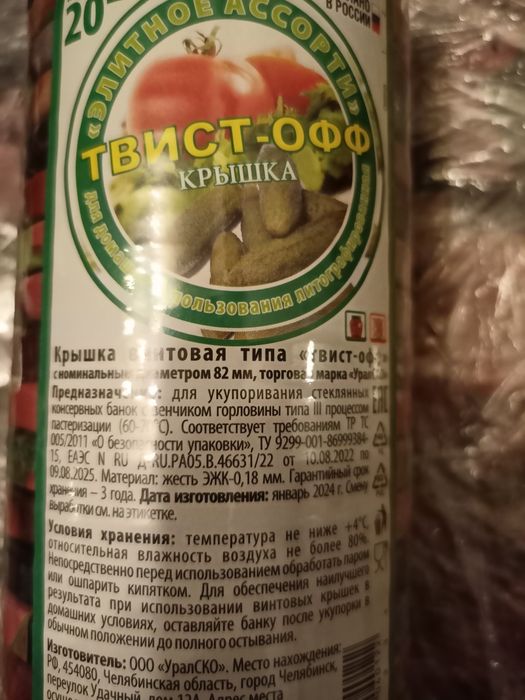 20
В РОССИИ
«ЭЛИТНОЕ АССОРТИ»
ТВИСТ-ОФФ
КРЫШКА
использования литографированная
Крышка винтовая типа «твист-офф»
с номинальным диаметром 82 мм, торговая марка
Предназначение: для укупоривания стеклянных
консервных банок с венчиком горловины типа III процессом
пастеризации Соответствует требованиям ТР ТС
005/2011 «О безопасности упаковки», ТУ 9299-001-86999384-
15, ЕАЭС N RU Д-RU.РА05.В.46631/22 от 10.08.2022 по
09.08.2025. Материал: жесть ЭЖК-0,18 мм. Гарантийный срок
хранения – 3 года. Дата изготовления: январь 2024 г. Смену
выработки см. на этикетке.
Условия хранения: температура не ниже +4°С,
относительная влажность воздуха не более 80%.
Непосредственно перед использованием обработать паром
или ошпарить кипятком. Для обеспечения наилучшего
результата при использовании винтовых крышек в
домашних условиях, оставляйте банку после укупорки в
обычном положении до полного остывания.
Изготовитель: ООО «УралСКО». Место нахождения:
РФ, 454080, Челябинская область, город Челябинск,
переулок Удачный, дом 12А. Адрес места
EAC